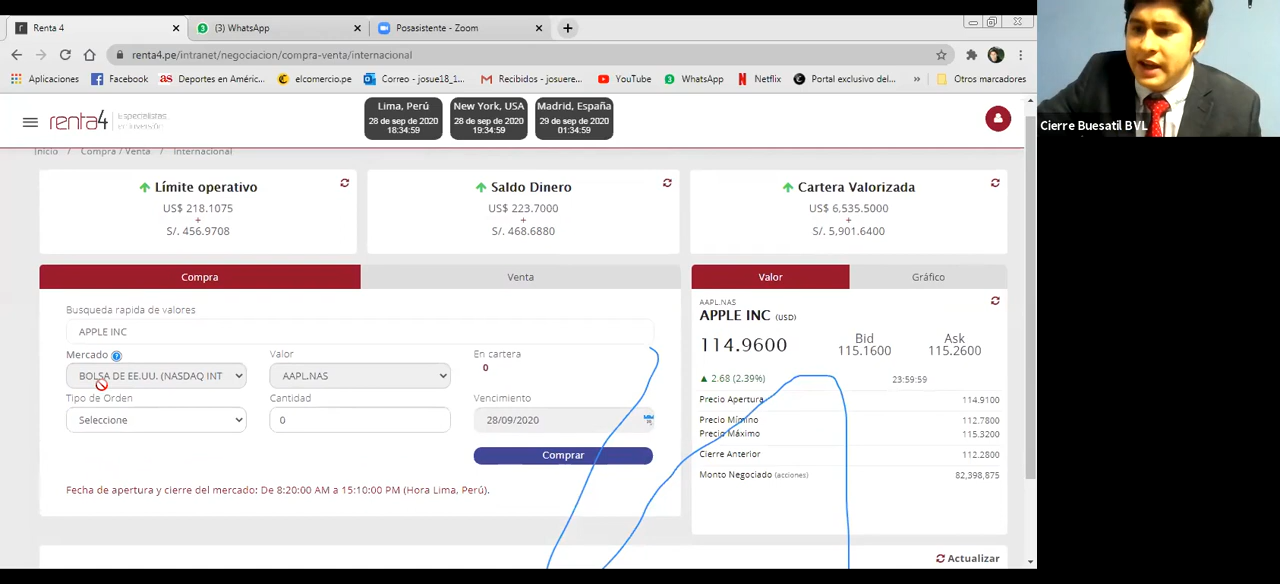 Renta 4
(3) WhatsApp
Posasistente - Zoom
renta4.pe/intranet/negociacion/compra-venta/internacional
Aplicaciones
Facebook
as Deportes en Améric...
elcomercio.pe
Correo - josue18_1...
Recibidos - josuere...
YouTube
WhatsApp
Netflix
Portal exclusivo del...
»
Otros marcadores
renta4
Especialistas en inversión
Lima, Perú
28 de sep de 2020
18:34:59
New York, USA
28 de sep de 2020
19:34:59
Madrid, España
29 de sep de 2020
01:34:59
Cierre Buesatil BVL
Inicio / Compra / Venta / Internacional
Límite operativo
US$ 218.1075
+
S/. 456.9708
Saldo Dinero
US$ 223.7000
+
S/. 468.6880
Cartera Valorizada
US$ 6,535.5000
+
S/. 5,901.6400
Compra
Venta
Busqueda rapida de valores
APPLE INC
Mercado ?
BOLSA DE EE.UU. (NASDAQ INT
Valor
AAPL.NAS
En cartera
0
Tipo de Orden
Seleccione
Cantidad
0
Vencimiento
28/09/2020
Comprar
Fecha de apertura y cierre del mercado: De 8:20:00 AM a 15:10:00 PM (Hora Lima, Perú).
Valor
Gráfico
AAPL.NAS
APPLE INC (USD)
114.9600
Bid
115.1600
Ask
115.2600
2.68 (2.39%)
23:59:59
Precio Apertura 114.9100
Precio Mímino 112.7800
Precio Máximo 115.3200
Cierre Anterior 112.2800
Monto Negociado (acciones) 82,398,875
Actualizar